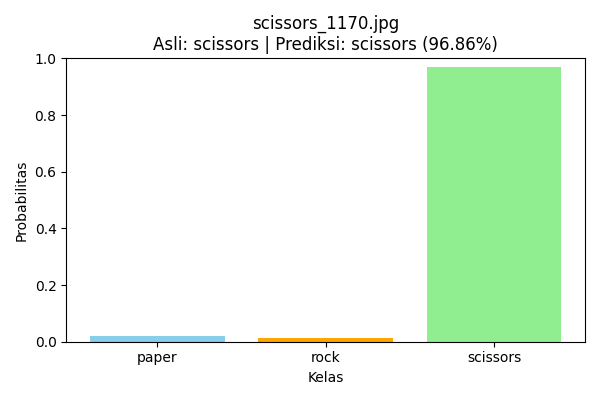 scissors_1170.jpg
Asli: scissors | Prediksi: scissors (96.86%)
1.0
0.8
0.6
0.4
0.2
0.0
Probabilitas
paper rock scissors
Kelas